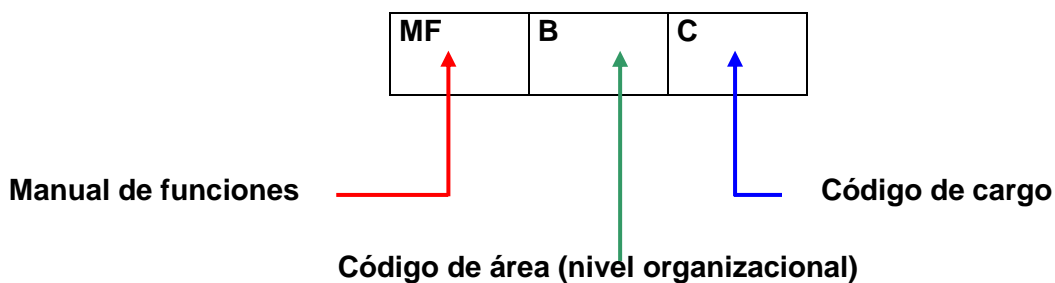 MF B C
Manual de funciones Código de cargo
Código de área (nivel organizacional)